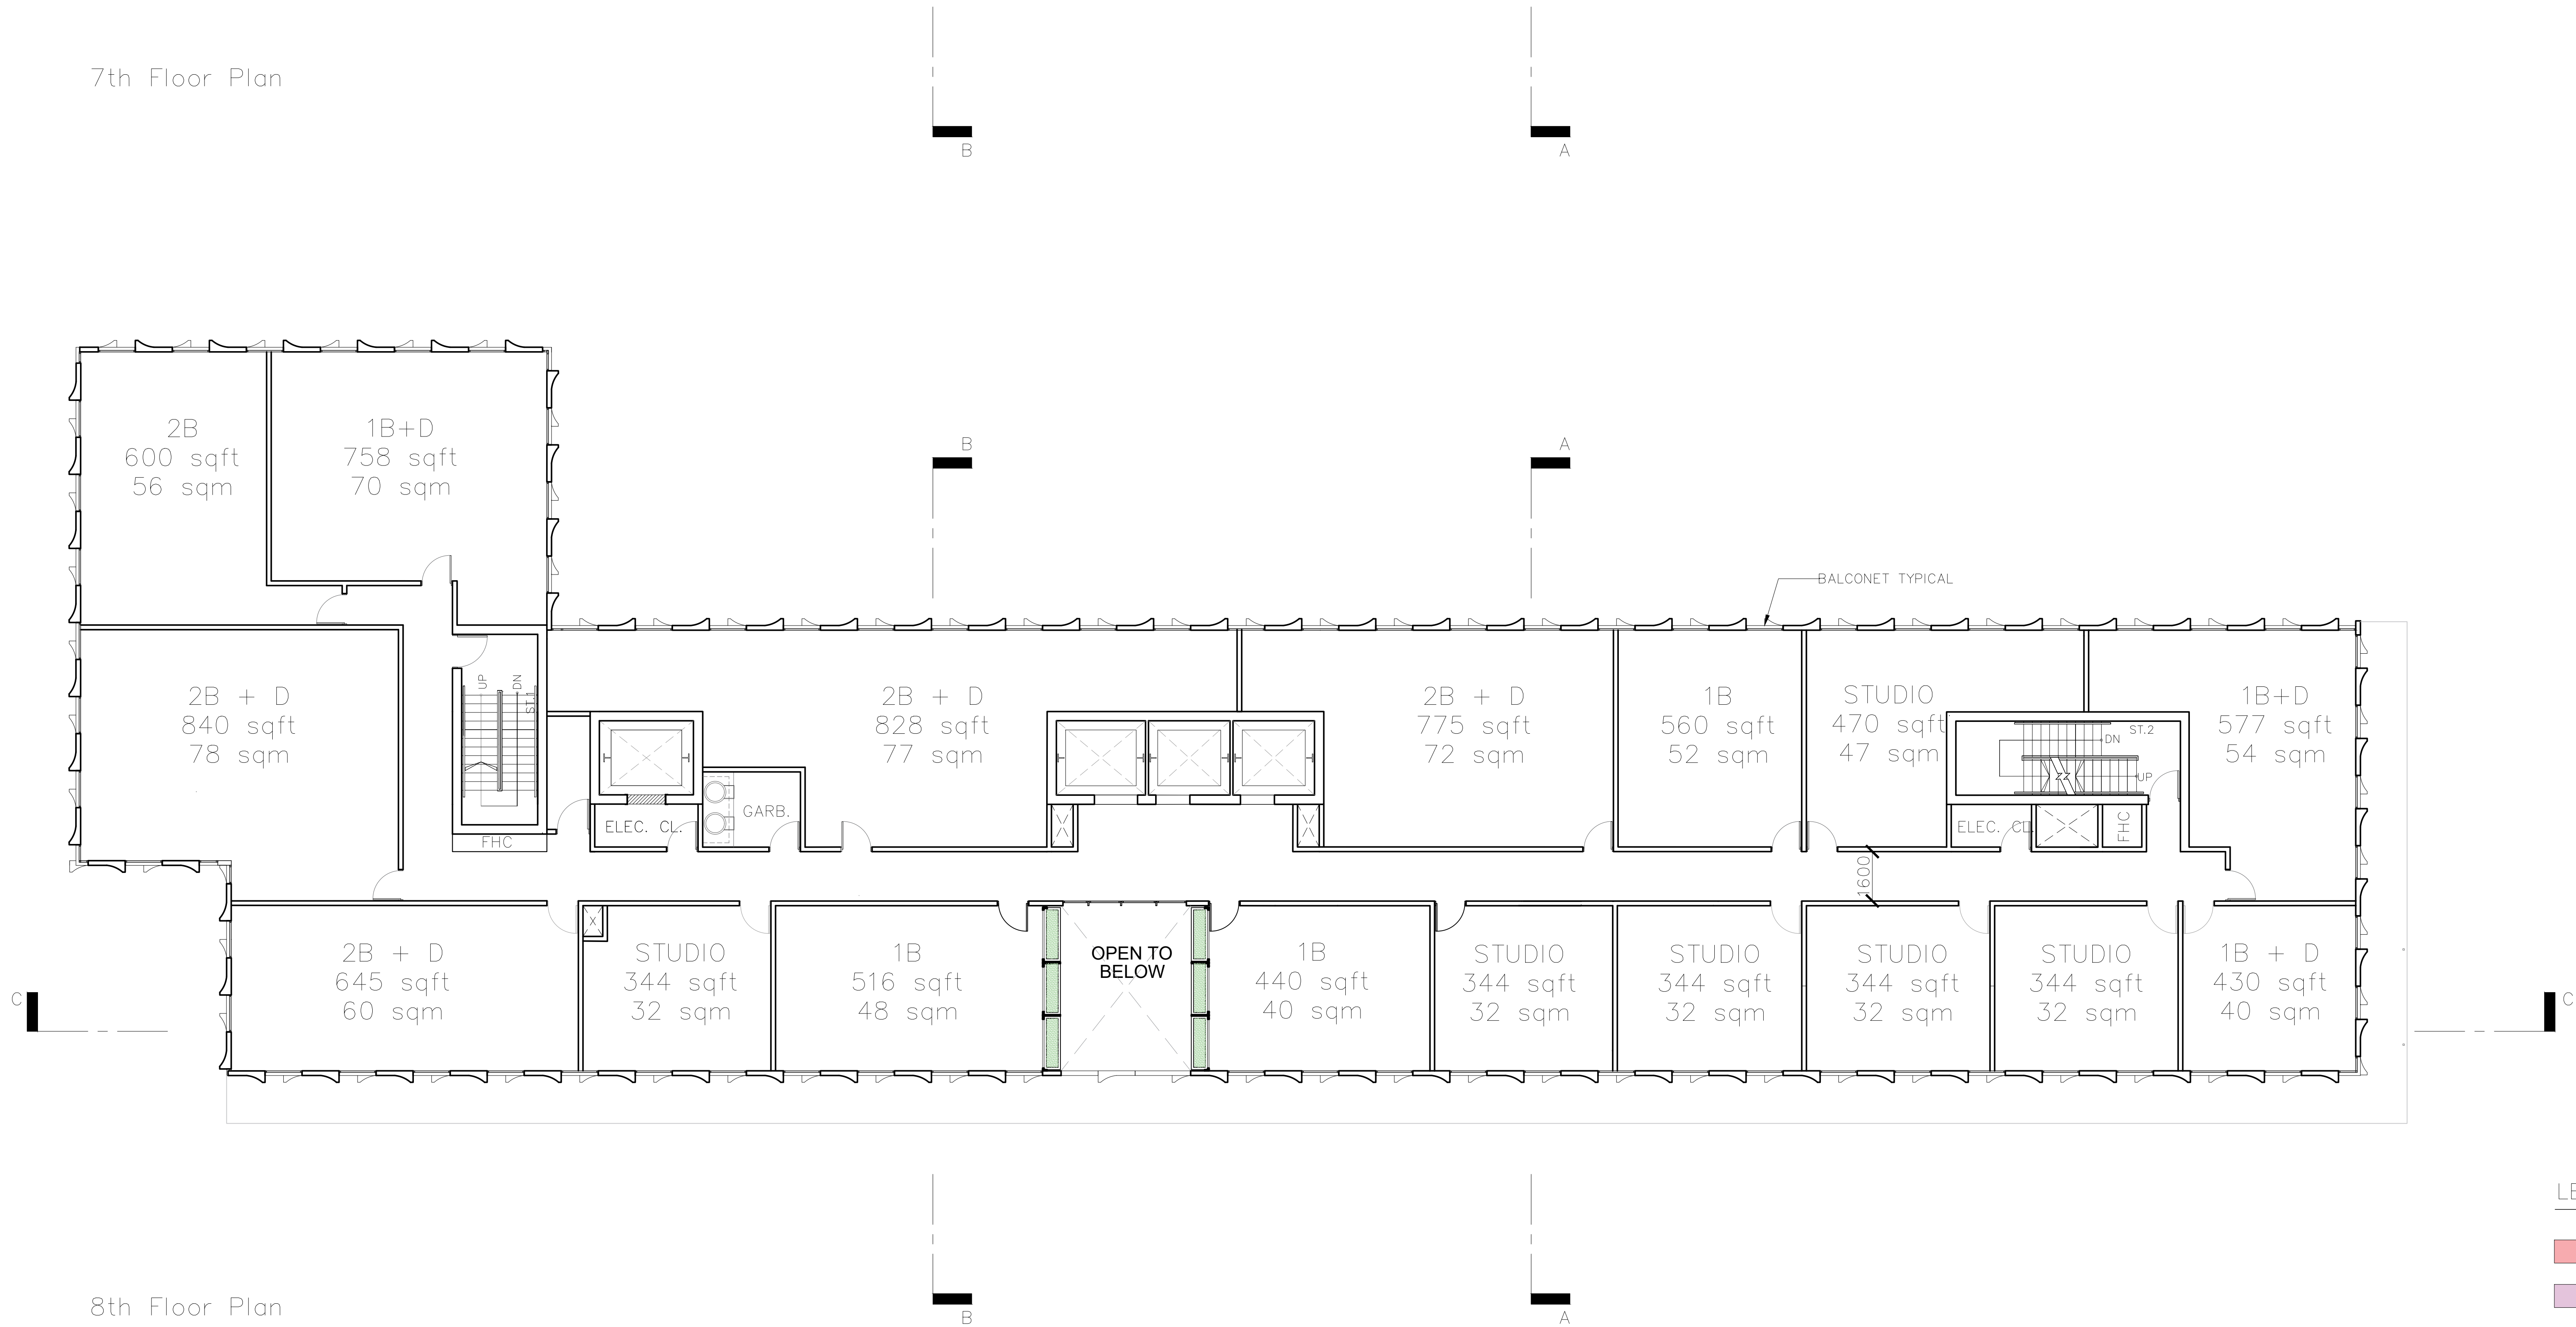 7th Floor Plan
B
A
B
A
2B
600 sqft
56 sqm
1B+D
758 sqft
70 sqm
BALCONET TYPICAL
2B + D
840 sqft
78 sqm
UP
DN
ST.1
FHC
ELEC. CL.
GARB.
2B + D
828 sqft
77 sqm
2B + D
775 sqft
72 sqm
1B
560 sqft
52 sqm
STUDIO
470 sqft
47 sqm
ST.2
DN
UP
ELEC. CL.
FHC
1B+D
577 sqft
54 sqm
1600
2B + D
645 sqft
60 sqm
STUDIO
344 sqft
32 sqm
1B
516 sqft
48 sqm
OPEN TO
BELOW
1B
440 sqft
40 sqm
STUDIO
344 sqft
32 sqm
STUDIO
344 sqft
32 sqm
STUDIO
344 sqft
32 sqm
STUDIO
344 sqft
32 sqm
1B + D
430 sqft
40 sqm
C
C
8th Floor Plan
B
A